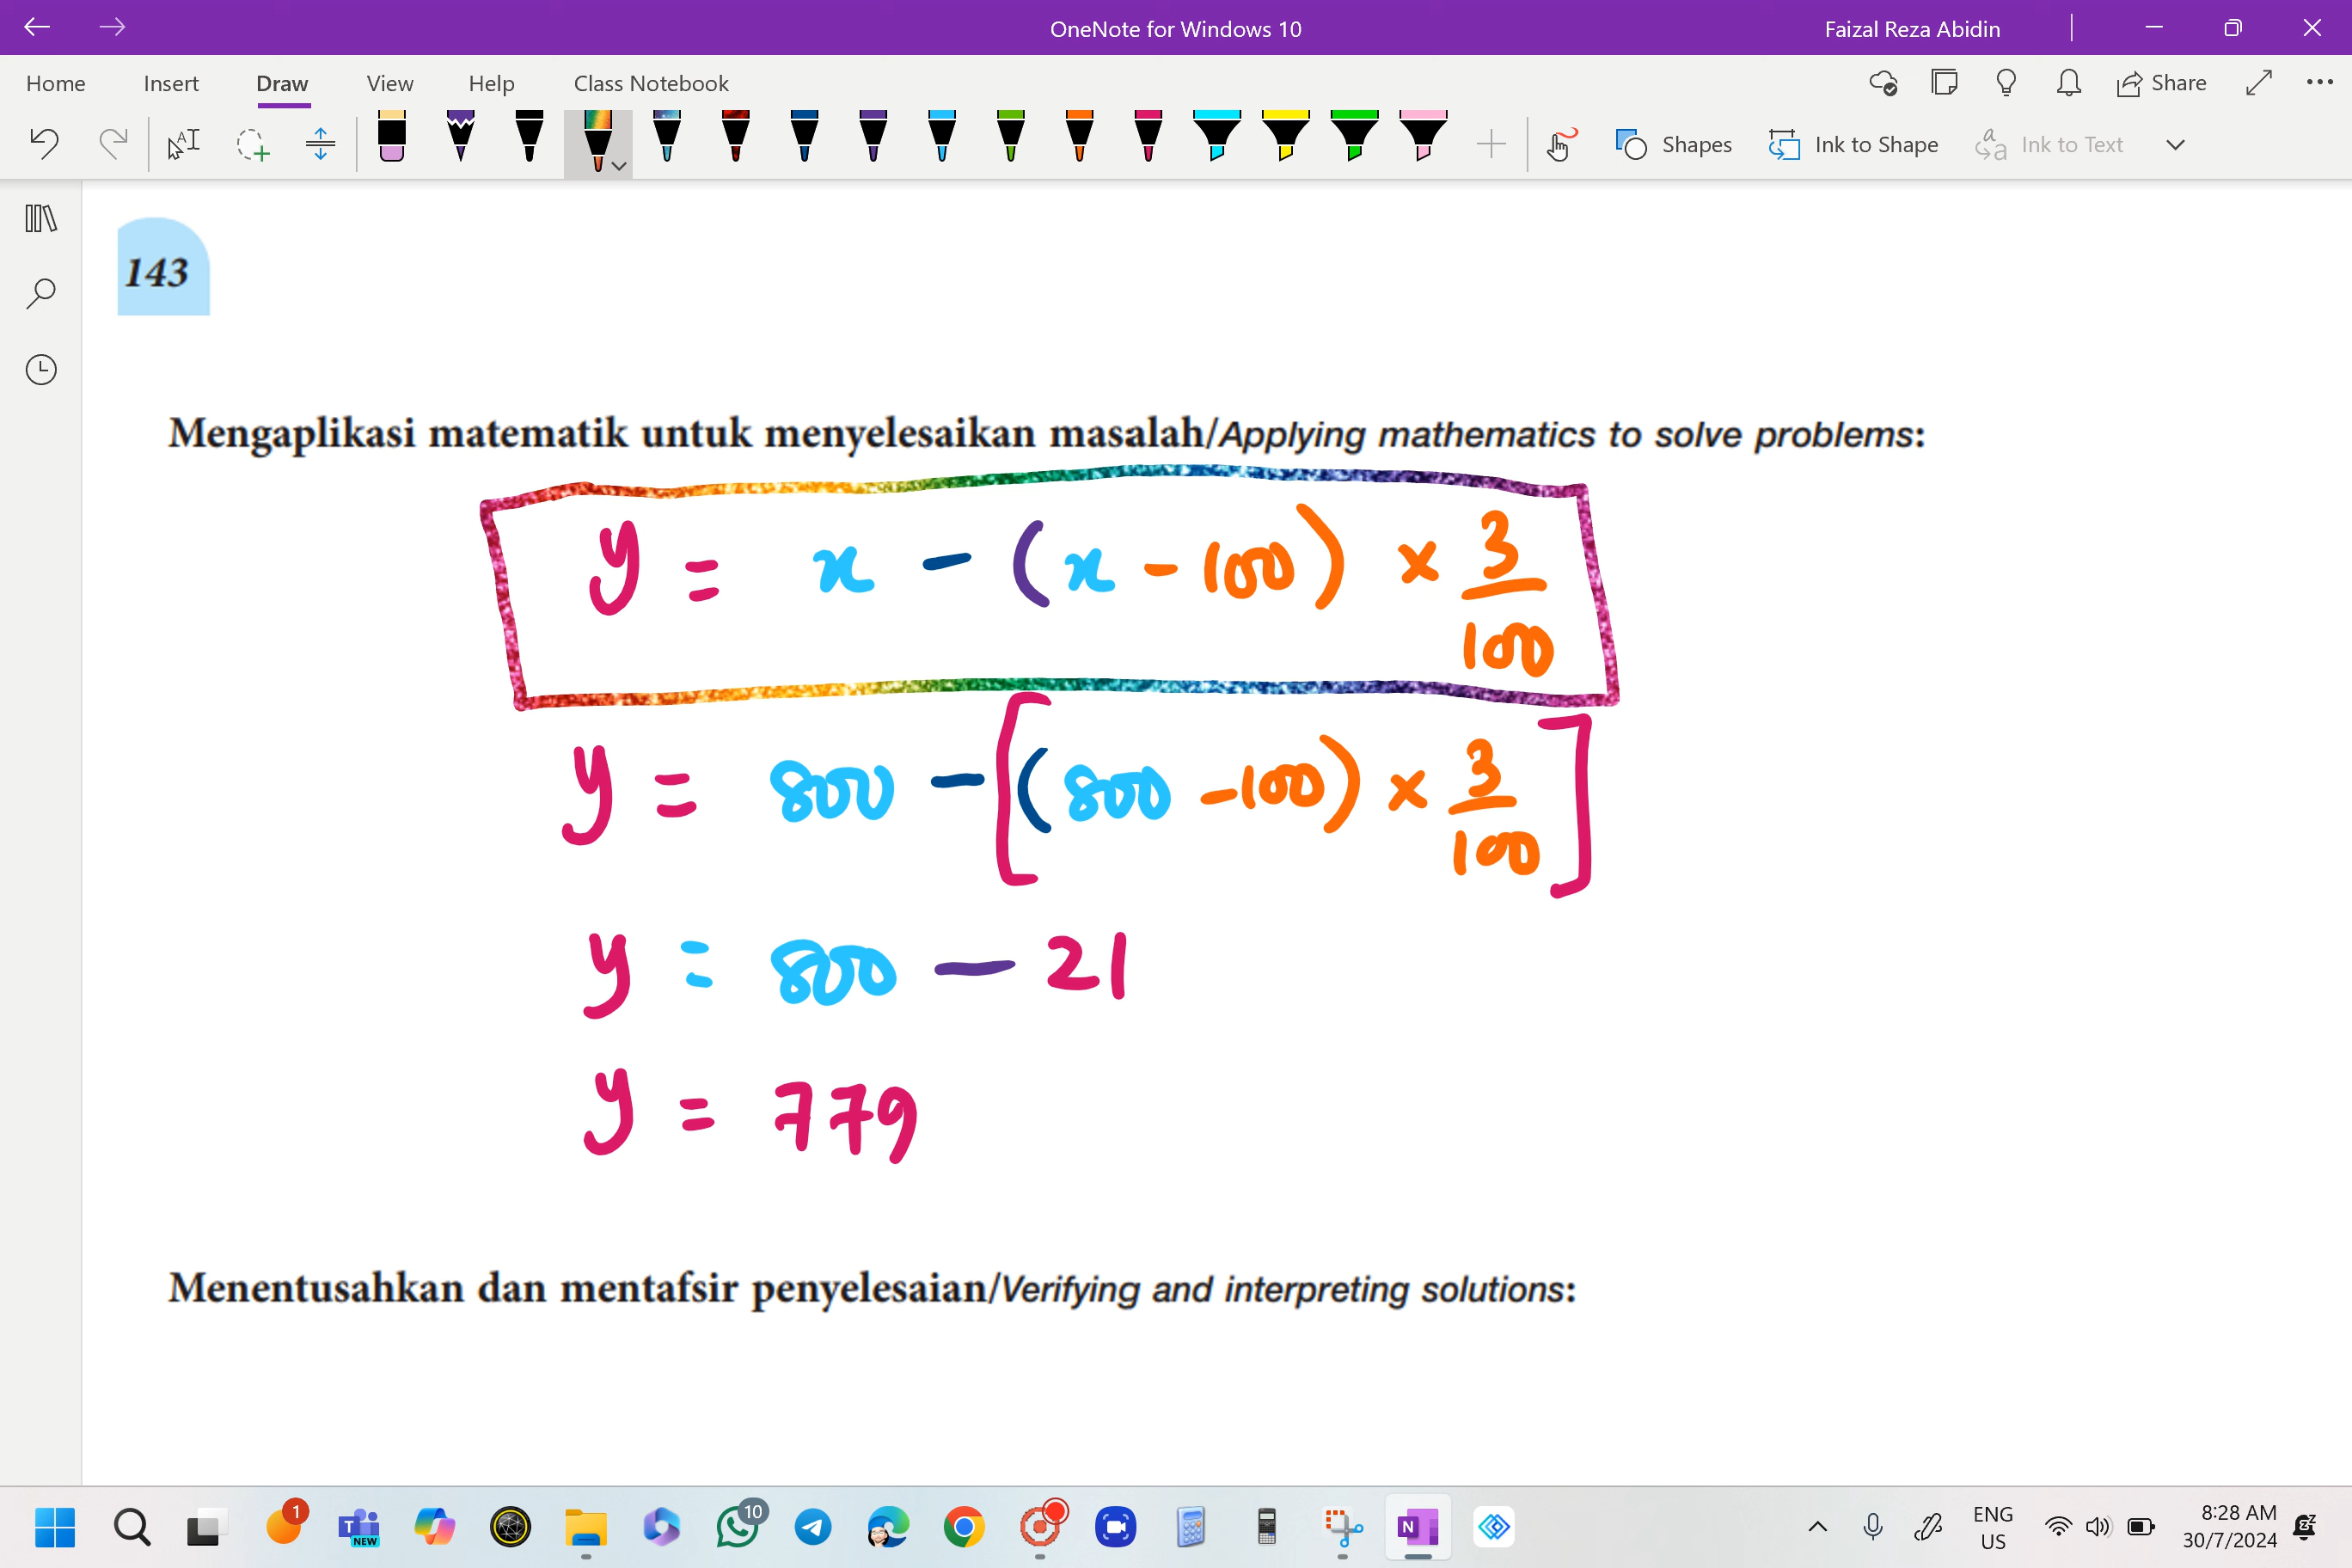 OneNote for Windows 10
Faizal Reza Abidin
Home Insert Draw View Help Class Notebook Share
Shapes Ink to Shape Ink to Text
143
Mengaplikasi matematik untuk menyelesaikan masalah/Applying mathematics to solve problems:
y = x - (x - 100) × 3/100
y = 800 - [(800 - 100) × 3/100]
y = 800 - 21
y = 779
Menentusahkan dan mentafsir penyelesaian/Verifying and interpreting solutions:
1 NEW 10 ENG 8:28 AM
US 30/7/2024